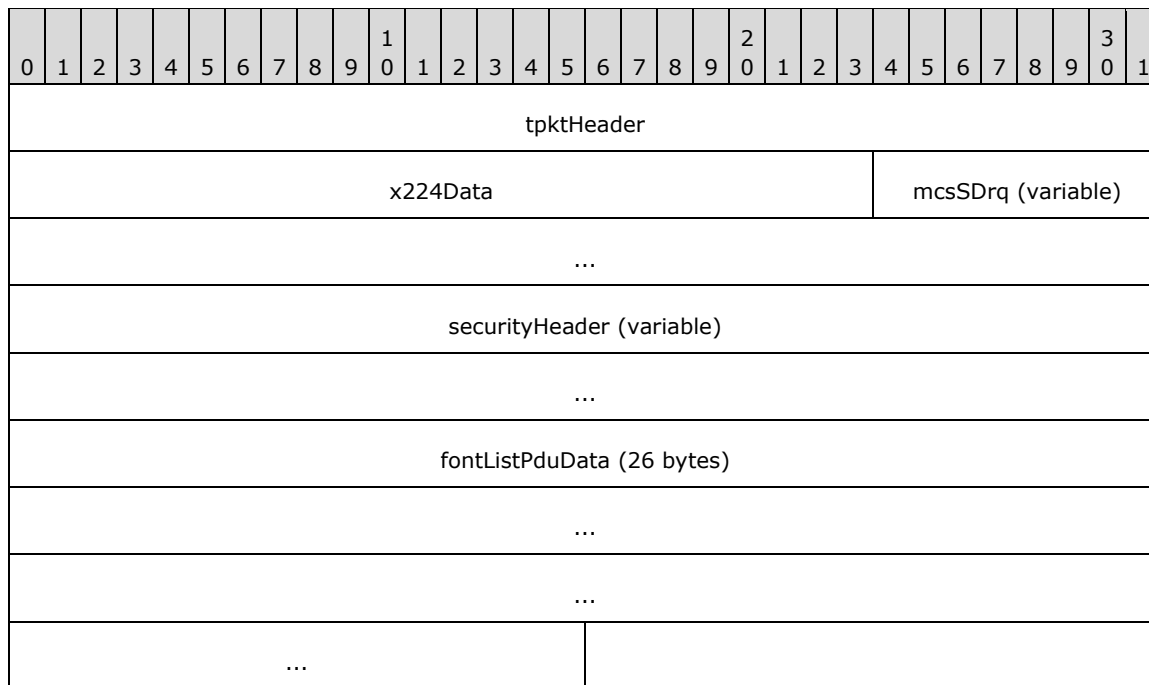 1 2 3
0 1 2 3 4 5 6 7 8 9 0 1 2 3 4 5 6 7 8 9 0 1 2 3 4 5 6 7 8 9 0 1
tpktHeader
x224Data mcsSDrq (variable)
...
securityHeader (variable)
...
fontListPduData (26 bytes)
...
...
...